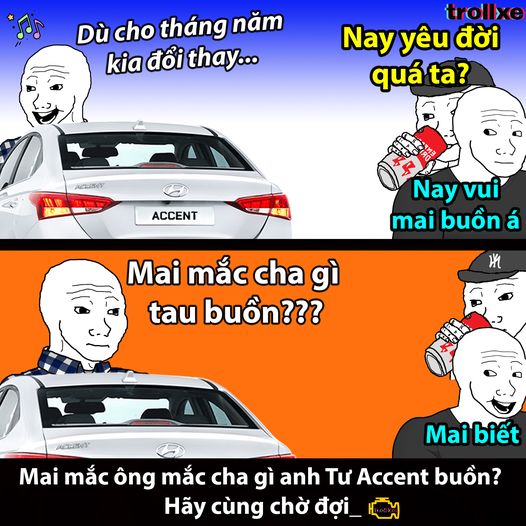 trollxe
Dù cho tháng năm
kia đổi thay...
Nay yêu đời
quá ta?
ACCENT
ACCENT
Nay vui
mai buồn á
Mai mắc cha gì
tau buồn???
ACCENT
Mai biết
Mai mắc ông mắc cha gì anh Tư Accent buồn?
Hãy cùng chờ đợi_